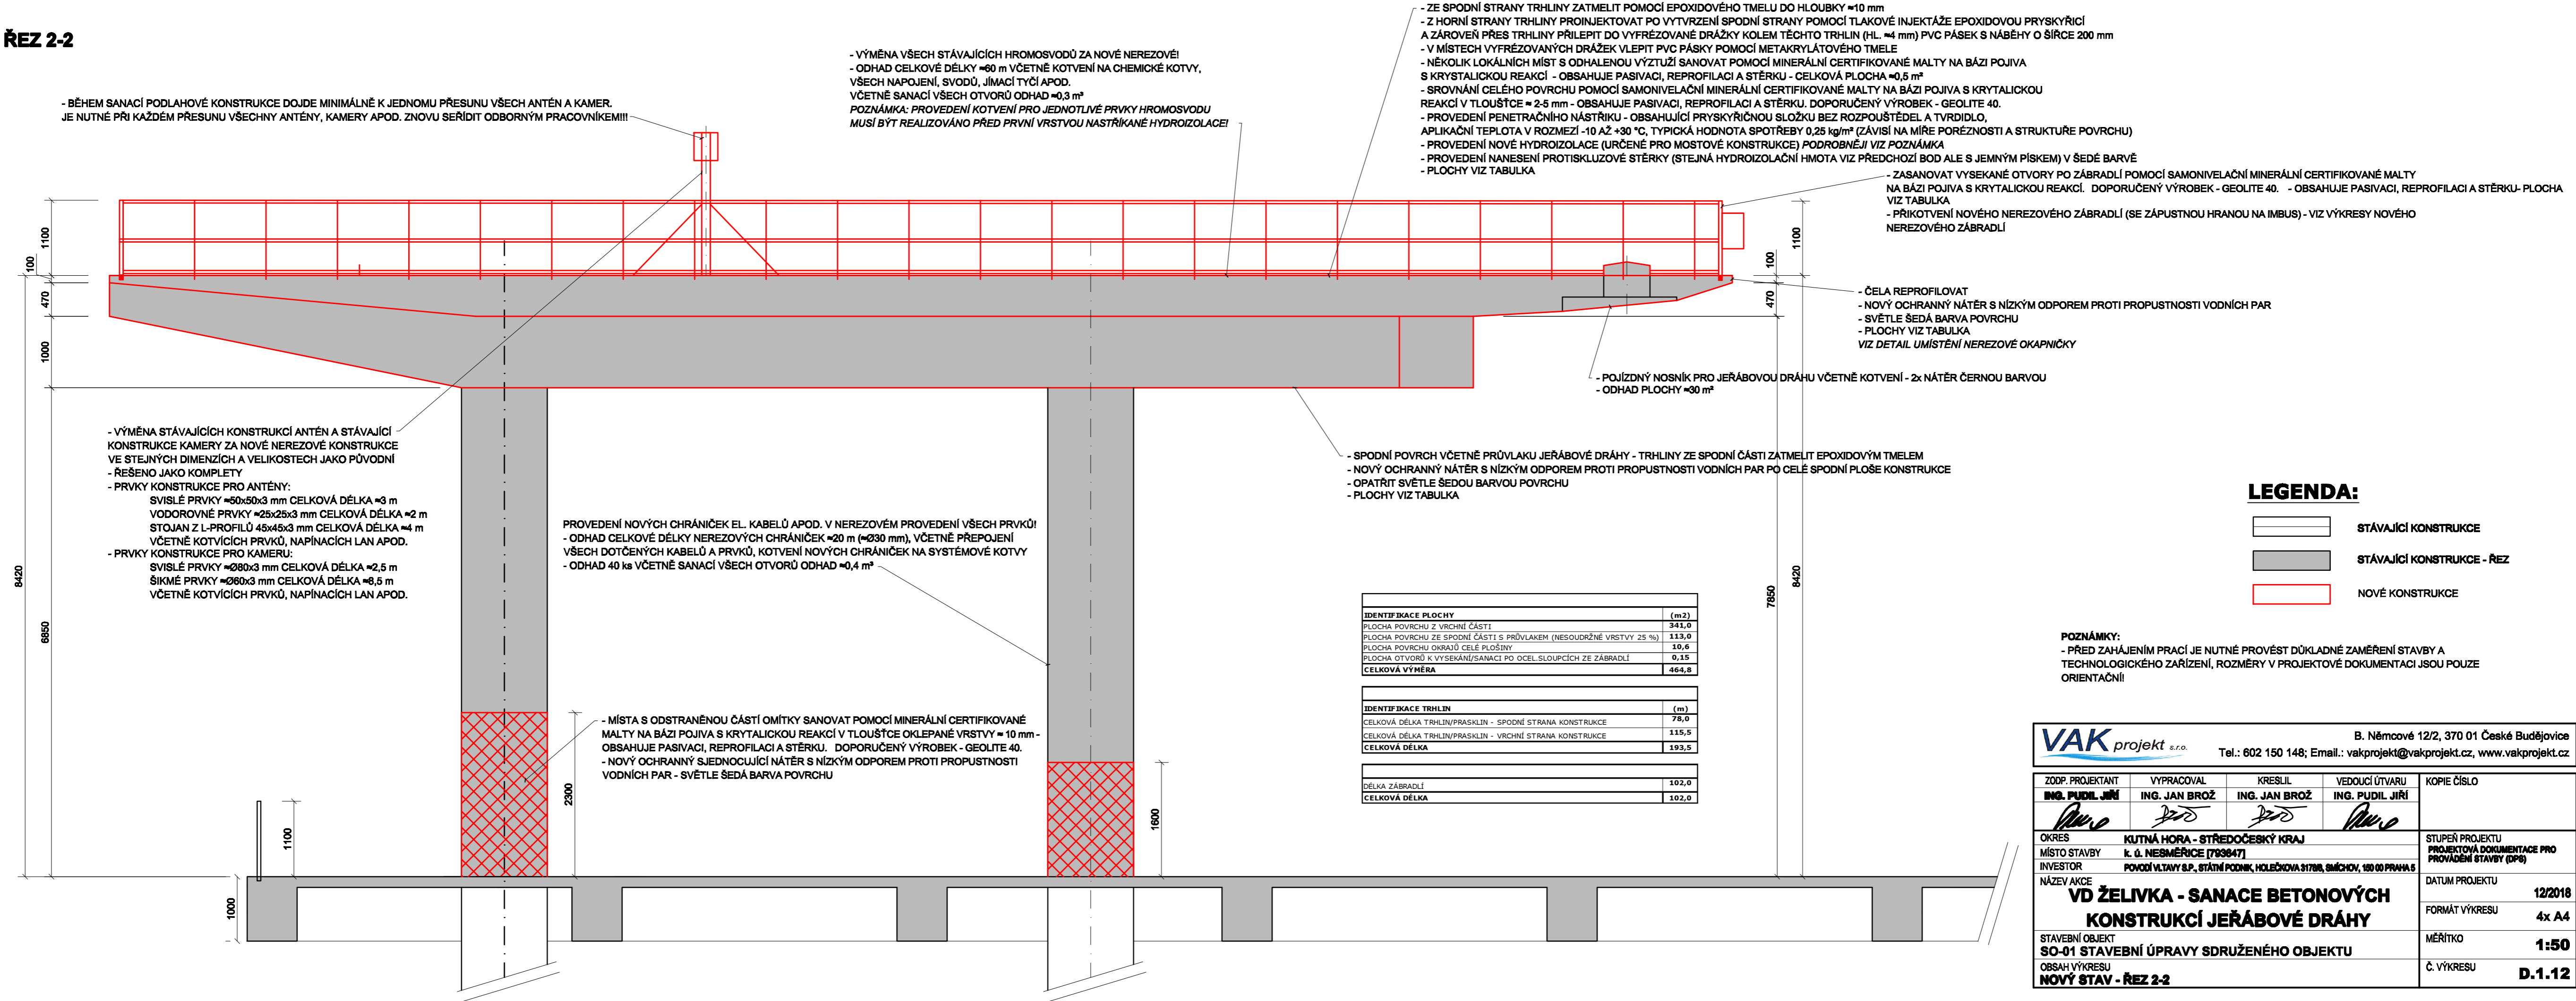 ŘEZ 2-2
- BĚHEM SANACÍ PODLAHOVÉ KONSTRUKCE DOJDE MINIMÁLNĚ K JEDNOMU PŘESUNU VŠECH ANTÉN A KAMER.
JE NUTNÉ PŘI KAŽDÉM PŘESUNU VŠECHNY ANTÉNY, KAMERY APOD. ZNOVU SEŘÍDIT ODBORNÝM PRACOVNÍKEM!!!
- VÝMĚNA VŠECH STÁVAJÍCÍCH HROMOSVODŮ ZA NOVÉ NEREZOVÉ!
- ODHAD CELKOVÉ DÉLKY ≈60 m VČETNĚ KOTVENÍ NA CHEMICKÉ KOTVY,
VŠECH NAPOJENÍ, SVODŮ, JÍMACÍ TYČÍ APOD.
VČETNĚ SANACÍ VŠECH OTVORŮ ODHAD ≈0,3 m²
POZNÁMKA: PROVEDENÍ KOTVENÍ PRO JEDNOTLIVÉ PRVKY HROMOSVODU
MUSÍ BÝT REALIZOVÁNO PŘED PRVNÍ VRSTVOU NASTŘÍKANÉ HYDROIZOLACE!
- ZE SPODNÍ STRANY TRHLINY ZATMELIT POMOCÍ EPOXIDOVÉHO TMELU DO HLOUBKY ≈10 mm
- Z HORNÍ STRANY TRHLINY PROINJEKTOVAT PO VYTVRZENÍ SPODNÍ STRANY POMOCÍ TLAKOVÉ INJEKTÁŽE EPOXIDOVOU PRYSKYŘICÍ
A ZÁROVEŇ PŘES TRHLINY PŘILEPIT DO VYFRÉZOVANÉ DRÁŽKY KOLEM TĚCHTO TRHLIN (HL. ≈4 mm) PVC PÁSEK S NÁBĚHY O ŠÍŘCE 200 mm
- V MÍSTECH VYFRÉZOVANÝCH DRÁŽEK VLEPIT PVC PÁSKY POMOCÍ METAKRYLÁTOVÉHO TMELE
- NĚKOLIK LOKÁLNÍCH MÍST S ODHALENOU VÝZTUŽÍ SANOVAT POMOCÍ MINERÁLNÍ CERTIFIKOVANÉ MALTY NA BÁZI POJIVA
S KRYSTALICKOU REAKCÍ - OBSAHUJE PASIVACI, REPROFILACI A STĚRKU - CELKOVÁ PLOCHA ≈0,5 m²
- SROVNÁNÍ CELÉHO POVRCHU POMOCÍ SAMONIVELAČNÍ MINERÁLNÍ CERTIFIKOVANÉ MALTY NA BÁZI POJIVA S KRYTALICKOU
REAKCÍ V TLOUŠŤCE ≈ 2-5 mm - OBSAHUJE PASIVACI, REPROFILACI A STĚRKU. DOPORUČENÝ VÝROBEK - GEOLITE 40.
- PROVEDENÍ PENETRAČNÍHO NÁSTŘIKU - OBSAHUJÍCÍ PRYSKYŘIČNOU SLOŽKU BEZ ROZPOUŠTĚDEL A TVRDIDLO,
APLIKAČNÍ TEPLOTA V ROZMEZÍ -10 AŽ +30 °C, TYPICKÁ HODNOTA SPOTŘEBY 0,25 kg/m² (ZÁVISÍ NA MÍŘE PORÉZNOSTI A STRUKTUŘE POVRCHU)
- PROVEDENÍ NOVÉ HYDROIZOLACE (URČENÉ PRO MOSTOVÉ KONSTRUKCE) PODROBNĚJI VIZ POZNÁMKA
- PROVEDENÍ NANESENÍ PROTISKLUZOVÉ STĚRKY (STEJNÁ HYDROIZOLAČNÍ HMOTA VIZ PŘEDCHOZÍ BOD ALE S JEMNÝM PÍSKEM) V ŠEDÉ BARVĚ
- PLOCHY VIZ TABULKA
- ZASANOVAT VYSEKANÉ OTVORY PO ZÁBRADLÍ POMOCÍ SAMONIVELAČNÍ MINERÁLNÍ CERTIFIKOVANÉ MALTY
NA BÁZI POJIVA S KRYTALICKOU REAKCÍ. DOPORUČENÝ VÝROBEK - GEOLITE 40. - OBSAHUJE PASIVACI, REPROFILACI A STĚRKU- PLOCHA
VIZ TABULKA
- PŘIKOTVENÍ NOVÉHO NEREZOVÉHO ZÁBRADLÍ (SE ZÁPUSTNOU HRANOU NA IMBUS) - VIZ VÝKRESY NOVÉHO
NEREZOVÉHO ZÁBRADLÍ
1100
100
470
1000
8420
6850
1100
100
470
7850
8420
- ČELA REPROFILOVAT
- NOVÝ OCHRANNÝ NÁTĚR S NÍZKÝM ODPOREM PROTI PROPUSTNOSTI VODNÍCH PAR
- SVĚTLE ŠEDÁ BARVA POVRCHU
- PLOCHY VIZ TABULKA
VIZ DETAIL UMÍSTĚNÍ NEREZOVÉ OKAPNIČKY
- POJÍZDNÝ NOSNÍK PRO JEŘÁBOVOU DRÁHU VČETNĚ KOTVENÍ - 2x NÁTĚR ČERNOU BARVOU
- ODHAD PLOCHY ≈30 m²
- VÝMĚNA STÁVAJÍCÍCH KONSTRUKCÍ ANTÉN A STÁVAJÍCÍ
KONSTRUKCE KAMERY ZA NOVÉ NEREZOVÉ KONSTRUKCE
VE STEJNÝCH DIMENZÍCH A VELIKOSTECH JAKO PŮVODNÍ
- ŘEŠENO JAKO KOMPLETY
- PRVKY KONSTRUKCE PRO ANTÉNY:
SVISLÉ PRVKY ≈50x50x3 mm CELKOVÁ DÉLKA ≈3 m
VODOROVNÉ PRVKY ≈25x25x3 mm CELKOVÁ DÉLKA ≈2 m
STOJAN Z L-PROFILŮ 45x45x3 mm CELKOVÁ DÉLKA ≈4 m
VČETNĚ KOTVÍCÍCH PRVKŮ, NAPÍNACÍCH LAN APOD.
- PRVKY KONSTRUKCE PRO KAMERU:
SVISLÉ PRVKY ≈Ø80x3 mm CELKOVÁ DÉLKA ≈2,5 m
ŠIKMÉ PRVKY ≈Ø60x3 mm CELKOVÁ DÉLKA ≈8,5 m
VČETNĚ KOTVÍCÍCH PRVKŮ, NAPÍNACÍCH LAN APOD.
- SPODNÍ POVRCH VČETNĚ PRŮVLAKU JEŘÁBOVÉ DRÁHY - TRHLINY ZE SPODNÍ ČÁSTI ZATMELIT EPOXIDOVÝM TMELEM
- NOVÝ OCHRANNÝ NÁTĚR S NÍZKÝM ODPOREM PROTI PROPUSTNOSTI VODNÍCH PAR PO CELÉ SPODNÍ PLOŠE KONSTRUKCE
- OPATŘIT SVĚTLE ŠEDOU BARVOU POVRCHU
- PLOCHY VIZ TABULKA
PROVEDENÍ NOVÝCH CHRÁNIČEK EL. KABELŮ APOD. V NEREZOVÉM PROVEDENÍ VŠECH PRVKŮ!
- ODHAD CELKOVÉ DÉLKY NEREZOVÝCH CHRÁNIČEK ≈20 m (≈Ø30 mm), VČETNĚ PŘEPOJENÍ
VŠECH DOTČENÝCH KABELŮ A PRVKŮ, KOTVENÍ NOVÝCH CHRÁNIČEK NA SYSTÉMOVÉ KOTVY
- ODHAD 40 ks VČETNĚ SANACÍ VŠECH OTVORŮ ODHAD ≈0,4 m²
LEGENDA:
STÁVAJÍCÍ KONSTRUKCE
STÁVAJÍCÍ KONSTRUKCE - ŘEZ
NOVÉ KONSTRUKCE
IDENTIFIKACE PLOCHY (m2)
PLOCHA POVRCHU Z VRCHNÍ ČÁSTI 341,0
PLOCHA POVRCHU ZE SPODNÍ ČÁSTI S PRŮVLAKEM (NESOUDRŽNÉ VRSTVY 25 %) 113,0
PLOCHA POVRCHU OKRAJŮ CELÉ PLOŠINY 10,6
PLOCHA OTVORŮ K VYSEKÁNÍ/SANACI PO OCEL.SLOUPCÍCH ZE ZÁBRADLÍ 0,15
CELKOVÁ VÝMĚRA 464,8
IDENTIFIKACE TRHLIN (m)
CELKOVÁ DÉLKA TRHLIN/PRASKLIN - SPODNÍ STRANA KONSTRUKCE 78,0
CELKOVÁ DÉLKA TRHLIN/PRASKLIN - VRCHNÍ STRANA KONSTRUKCE 115,5
CELKOVÁ DÉLKA 193,5
DÉLKA ZÁBRADLÍ 102,0
CELKOVÁ DÉLKA 102,0
POZNÁMKY:
- PŘED ZAHÁJENÍM PRACÍ JE NUTNÉ PROVÉST DŮKLADNÉ ZAMĚŘENÍ STAVBY A
TECHNOLOGICKÉHO ZAŘÍZENÍ, ROZMĚRY V PROJEKTOVÉ DOKUMENTACI JSOU POUZE
ORIENTAČNÍ!
- MÍSTA S ODSTRANĚNOU ČÁSTÍ OMÍTKY SANOVAT POMOCÍ MINERÁLNÍ CERTIFIKOVANÉ
MALTY NA BÁZI POJIVA S KRYTALICKOU REAKCÍ V TLOUŠŤCE OKLEPANÉ VRSTVY ≈ 10 mm -
OBSAHUJE PASIVACI, REPROFILACI A STĚRKU. DOPORUČENÝ VÝROBEK - GEOLITE 40.
- NOVÝ OCHRANNÝ SJEDNOCUJÍCÍ NÁTĚR S NÍZKÝM ODPOREM PROTI PROPUSTNOSTI
VODNÍCH PAR - SVĚTLE ŠEDÁ BARVA POVRCHU
2300
1600
1100
1000
VAK projekt s.r.o.
B. Němcové 12/2, 370 01 České Budějovice
Tel.: 602 150 148; Email.: vakprojekt@vakprojekt.cz, www.vakprojekt.cz
ZODP. PROJEKTANT VYPRACOVAL KRESLIL VEDOUCÍ ÚTVARU KOPIE ČÍSLO
ING. PUDIL JIŘÍ ING. JAN BROŽ ING. JAN BROŽ ING. PUDIL JIŘÍ
OKRES KUTNÁ HORA - STŘEDOČESKÝ KRAJ
MÍSTO STAVBY k. ú. NESMĚŘICE [793647]
INVESTOR POVODÍ VLTAVY S.P., STÁTNÍ PODNIK, HOLEČKOVA 3178/8, SMÍCHOV, 150 00 PRAHA 5
STUPEŇ PROJEKTU
PROJEKTOVÁ DOKUMENTACE PRO
PROVÁDĚNÍ STAVBY (DPS)
NÁZEV AKCE
VD ŽELIVKA - SANACE BETONOVÝCH
KONSTRUKCÍ JEŘÁBOVÉ DRÁHY
DATUM PROJEKTU
12/2018
FORMÁT VÝKRESU
4x A4
STAVEBNÍ OBJEKT
SO-01 STAVEBNÍ ÚPRAVY SDRUŽENÉHO OBJEKTU
MĚŘÍTKO
1:50
OBSAH VÝKRESU
NOVÝ STAV - ŘEZ 2-2
Č. VÝKRESU
D.1.12